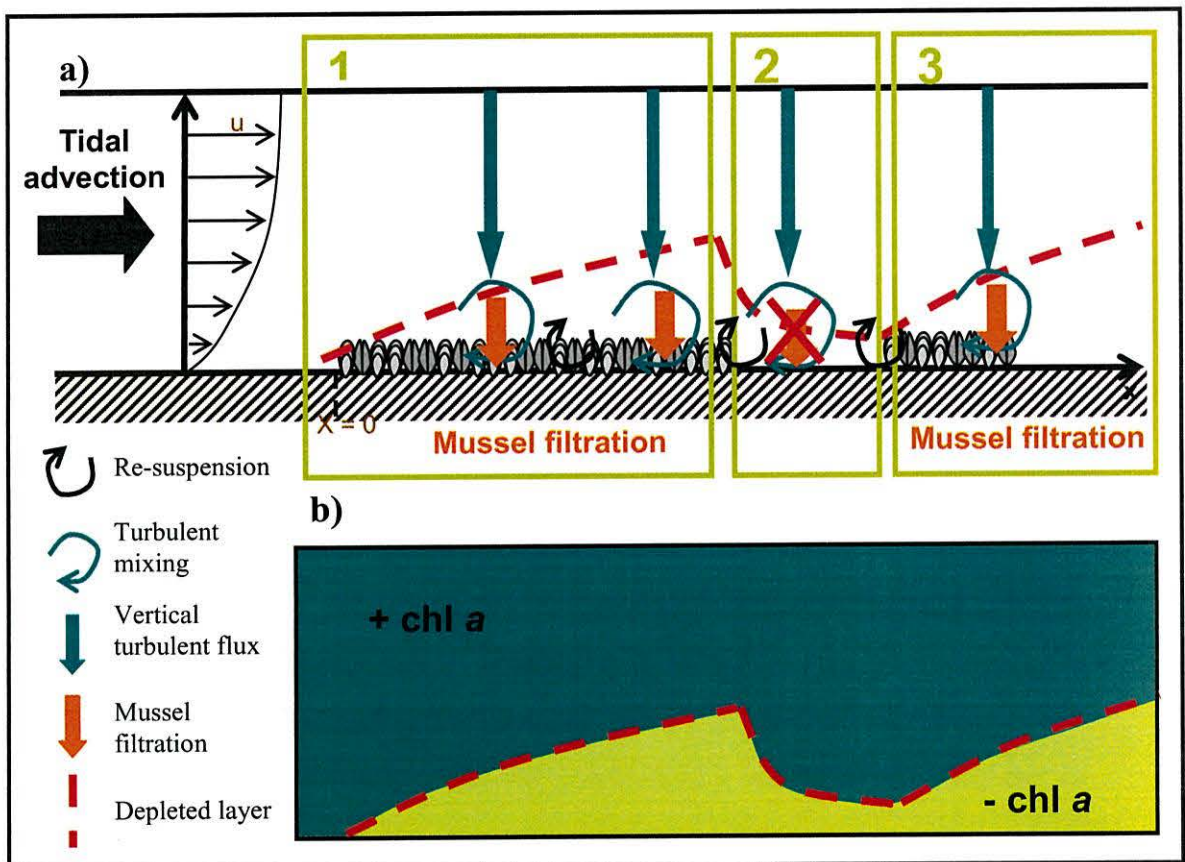 a)
1
2
3
u
Tidal
advection
X = 0
x
Mussel filtration
Mussel filtration
Re-suspension
Turbulent
mixing
Vertical
turbulent flux
Mussel
filtration
Depleted layer
b)
+ chl a
- chl a